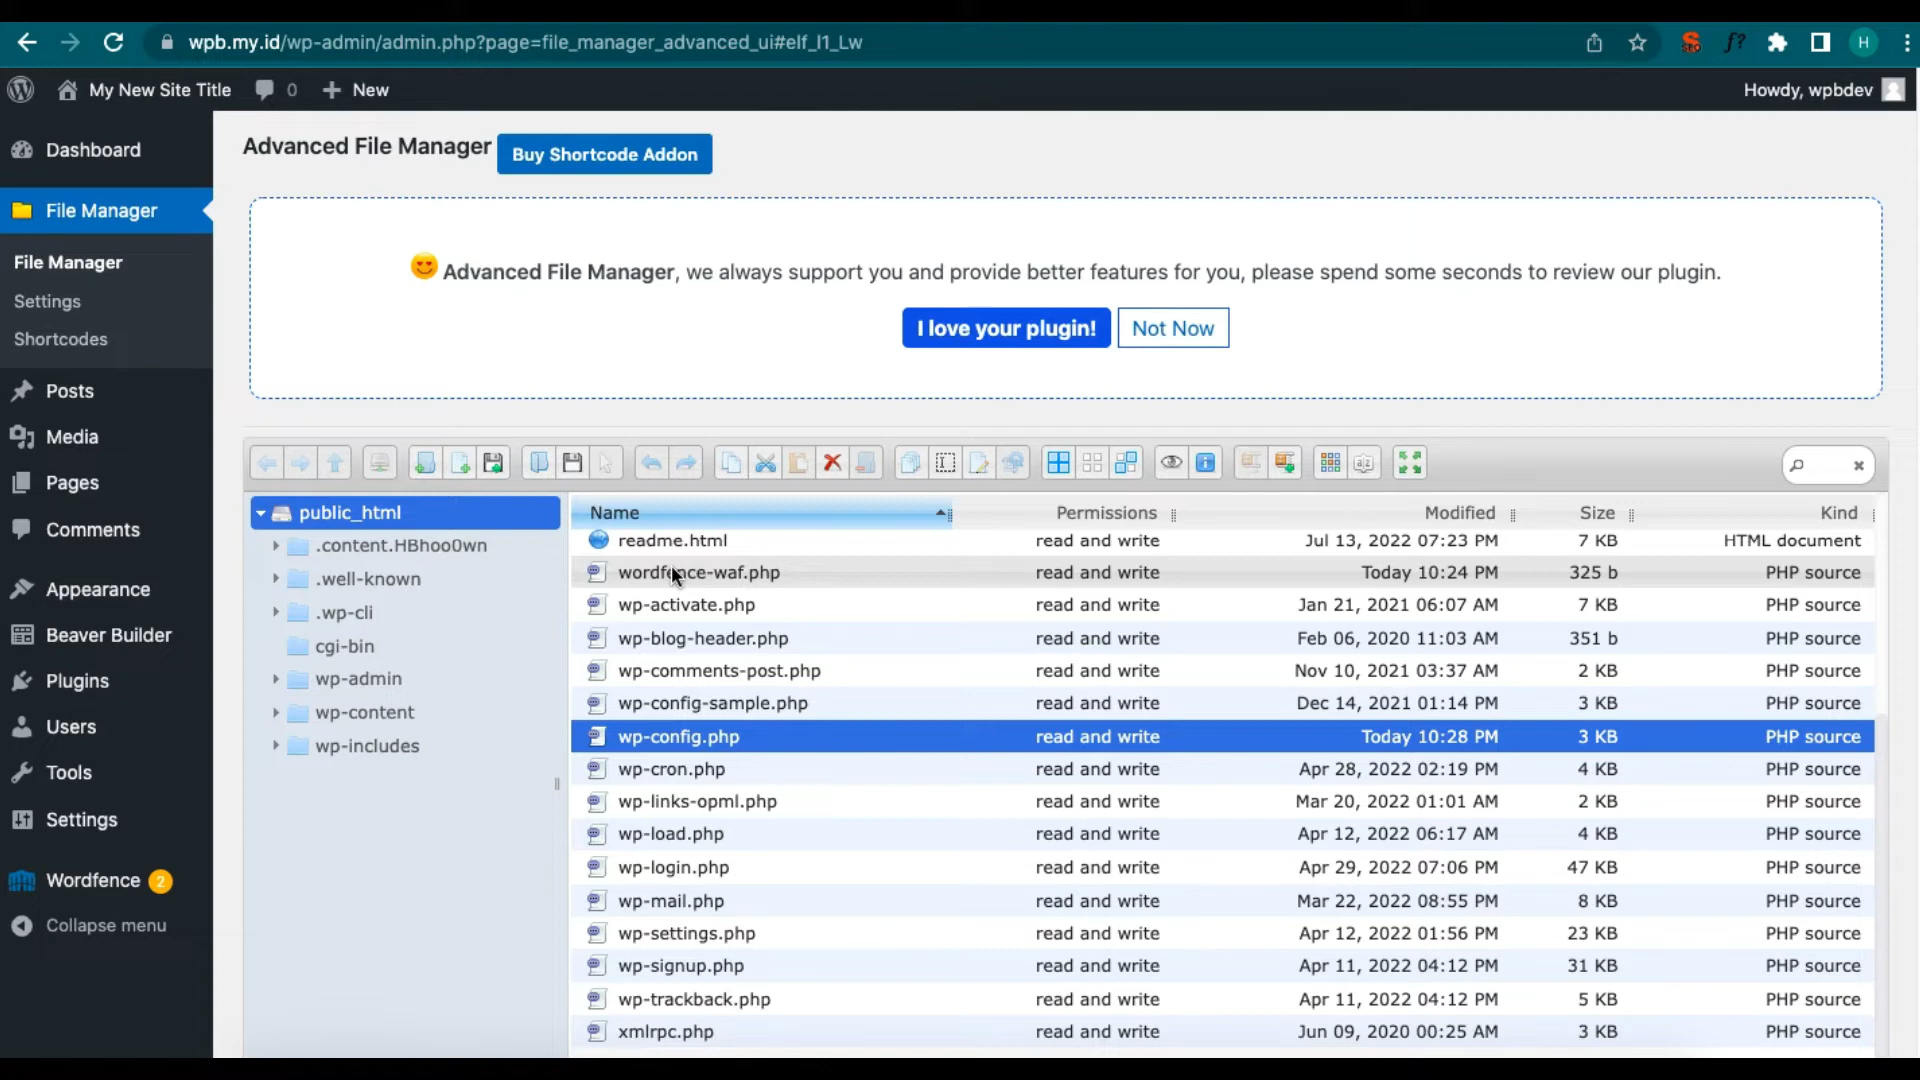 wpb.my.id/wp-admin/admin.php?page=file_manager_advanced_ui#elf_l1_Lw
H
My New Site Title 0 New
Howdy, wpbdev
Dashboard
File Manager
File Manager
Settings
Shortcodes
Posts
Media
Pages
Comments
Appearance
Beaver Builder
Plugins
Users
Tools
Settings
Wordfence 2
Collapse menu
Advanced File Manager Buy Shortcode Addon
Advanced File Manager, we always support you and provide better features for you, please spend some seconds to review our plugin.
I love your plugin! Not Now
public_html
.content.HBhoo0wn
.well-known
.wp-cli
cgi-bin
wp-admin
wp-content
wp-includes
Name Permissions Modified Size Kind
readme.html read and write Jul 13, 2022 07:23 PM 7 KB HTML document
wordfence-waf.php read and write Today 10:24 PM 325 b PHP source
wp-activate.php read and write Jan 21, 2021 06:07 AM 7 KB PHP source
wp-blog-header.php read and write Feb 06, 2020 11:03 AM 351 b PHP source
wp-comments-post.php read and write Nov 10, 2021 03:37 AM 2 KB PHP source
wp-config-sample.php read and write Dec 14, 2021 01:14 PM 3 KB PHP source
wp-config.php read and write Today 10:28 PM 3 KB PHP source
wp-cron.php read and write Apr 28, 2022 02:19 PM 4 KB PHP source
wp-links-opml.php read and write Mar 20, 2022 01:01 AM 2 KB PHP source
wp-load.php read and write Apr 12, 2022 06:17 AM 4 KB PHP source
wp-login.php read and write Apr 29, 2022 07:06 PM 47 KB PHP source
wp-mail.php read and write Mar 22, 2022 08:55 PM 8 KB PHP source
wp-settings.php read and write Apr 12, 2022 01:56 PM 23 KB PHP source
wp-signup.php read and write Apr 11, 2022 04:12 PM 31 KB PHP source
wp-trackback.php read and write Apr 11, 2022 04:12 PM 5 KB PHP source
xmlrpc.php read and write Jun 09, 2020 00:25 AM 3 KB PHP source